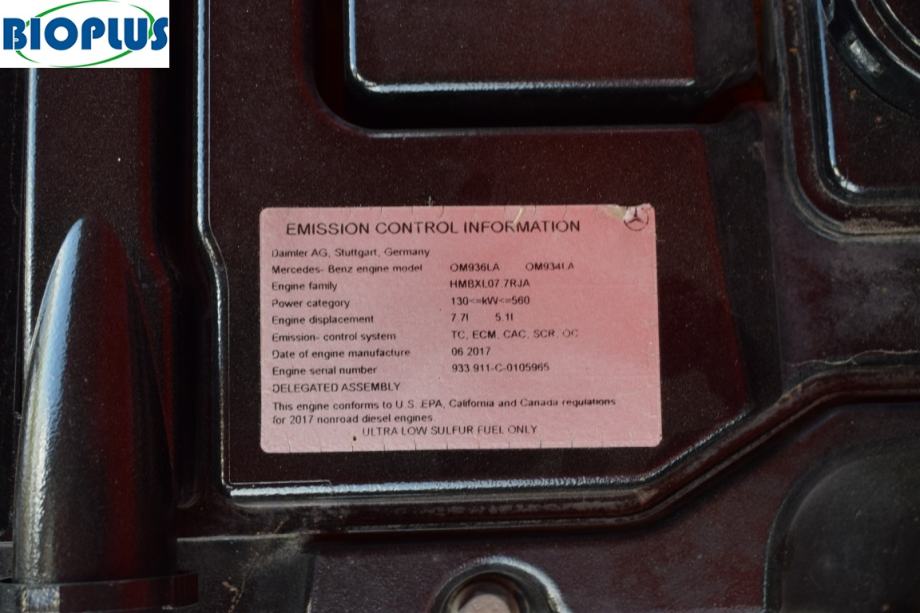 BIOPLUS
EMISSION CONTROL INFORMATION
Daimler AG, Stuttgart, Germany
Mercedes- Benz engine model OM936LA OM934LA
Engine family HMBXL07.7RJA
Power category 130<=kW<=560
Engine displacement 7.7l 5.1l
Emission- control system TC, ECM, CAC, SCR, OC
Date of engine manufacture 06.2017
Engine serial number 933.911-C-0105965
DELEGATED ASSEMBLY
This engine conforms to U.S. EPA, California and Canada regulations
for 2017 nonroad diesel engines.
ULTRA LOW SULFUR FUEL ONLY